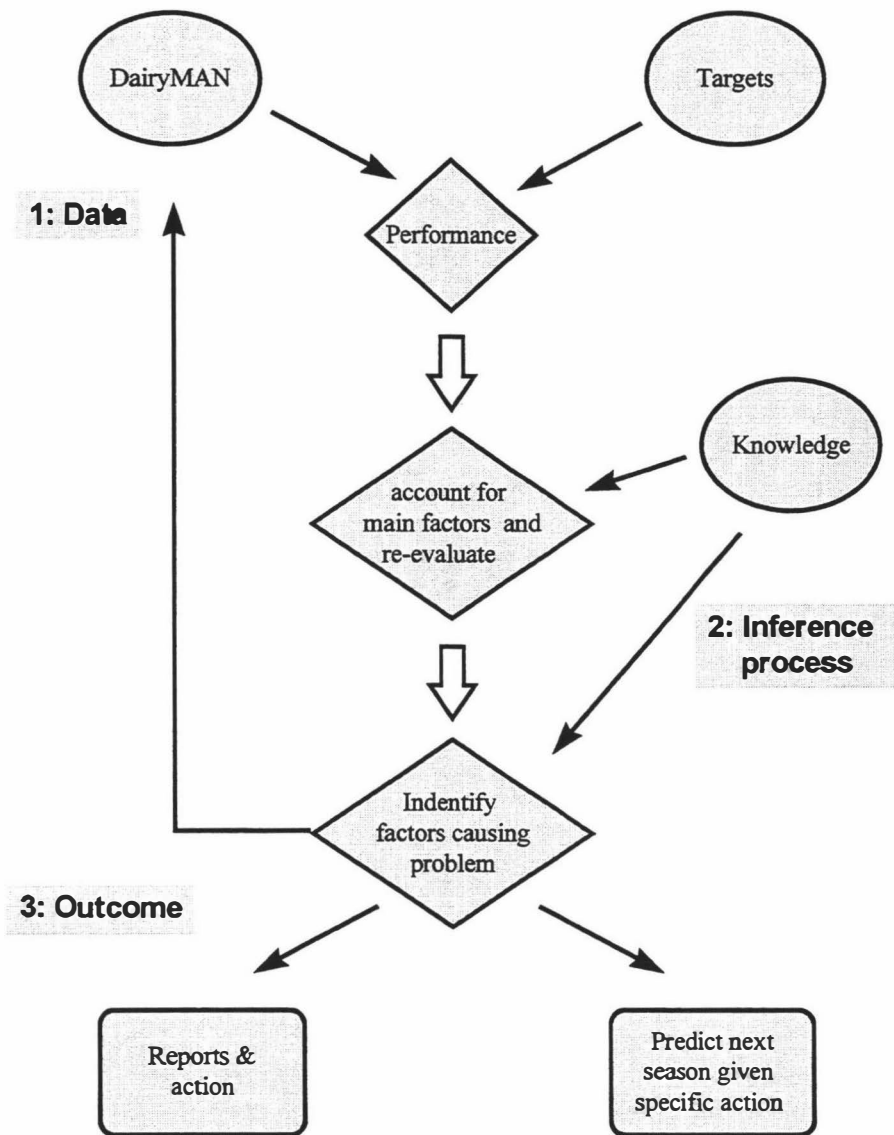 DairyMAN
Targets
1: Data
Performance
Knowledge
account for
main factors and
re-evaluate
2: Inference
process
Indentify
factors causing
problem
3: Outcome
Reports &
action
Predict next
season given
specific action